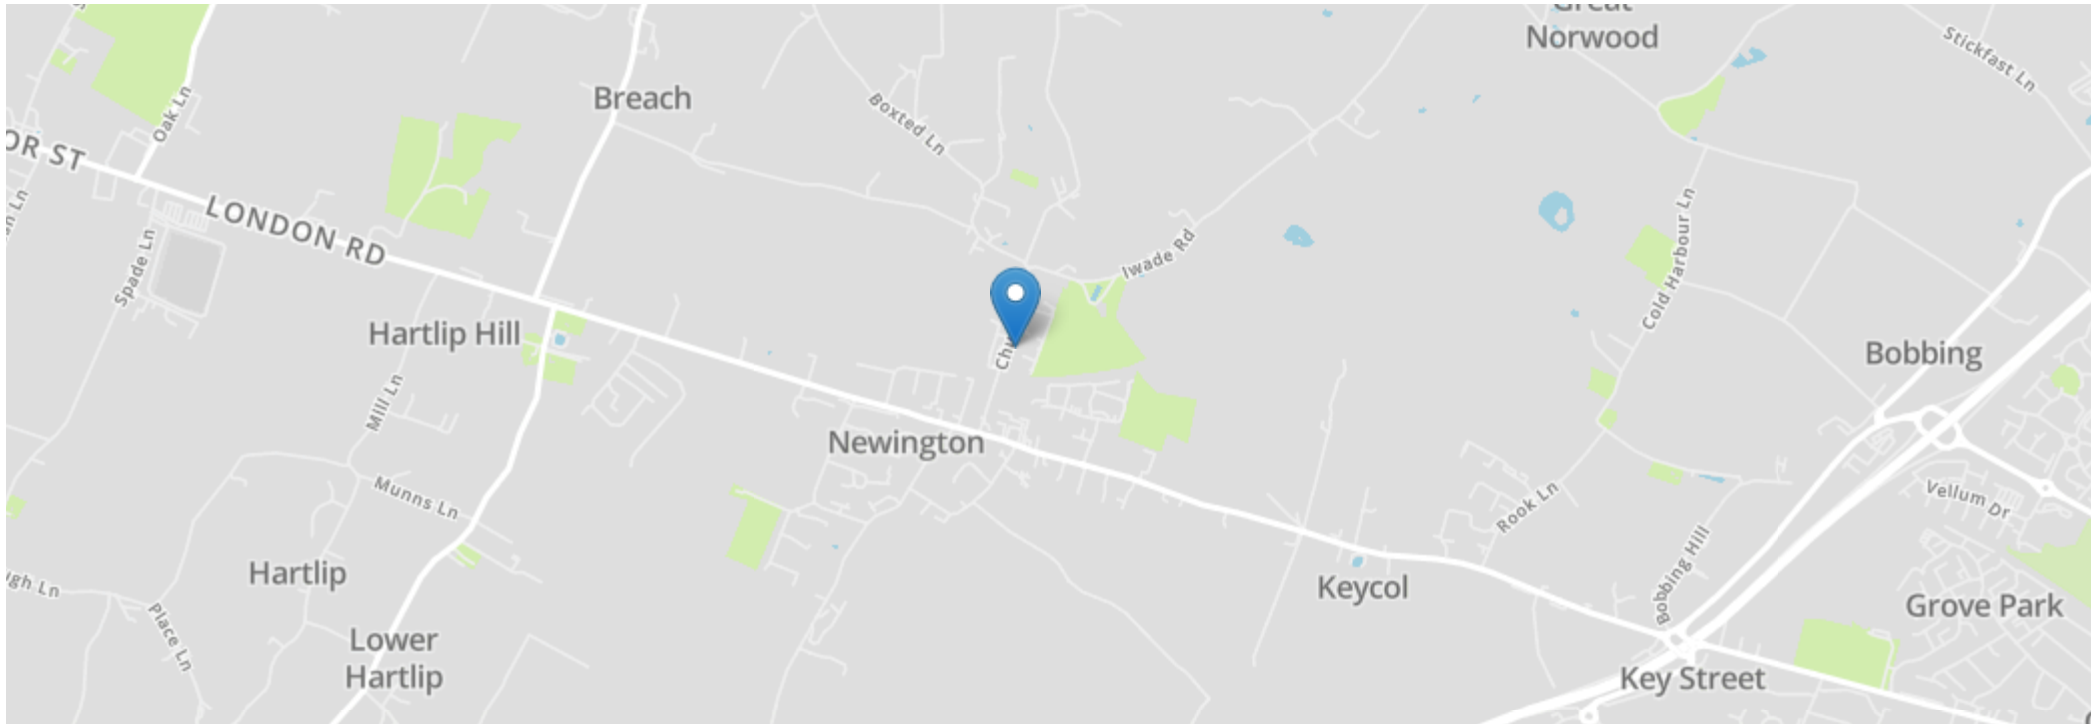 Great
Norwood
Stickfast Ln
Breach
Oak Ln
Boxted Ln
OR ST
LONDON RD
Spade Ln
Iwade Rd
Cold Harbour Ln
Hartlip Hill
Chu
Bobbing
Mill Ln
Newington
Munns Ln
Rook Ln
Vellum Dr
Bobbing Hill
Hartlip
Keycol
Grove Park
Place Ln
Lower
Hartlip
Key Street